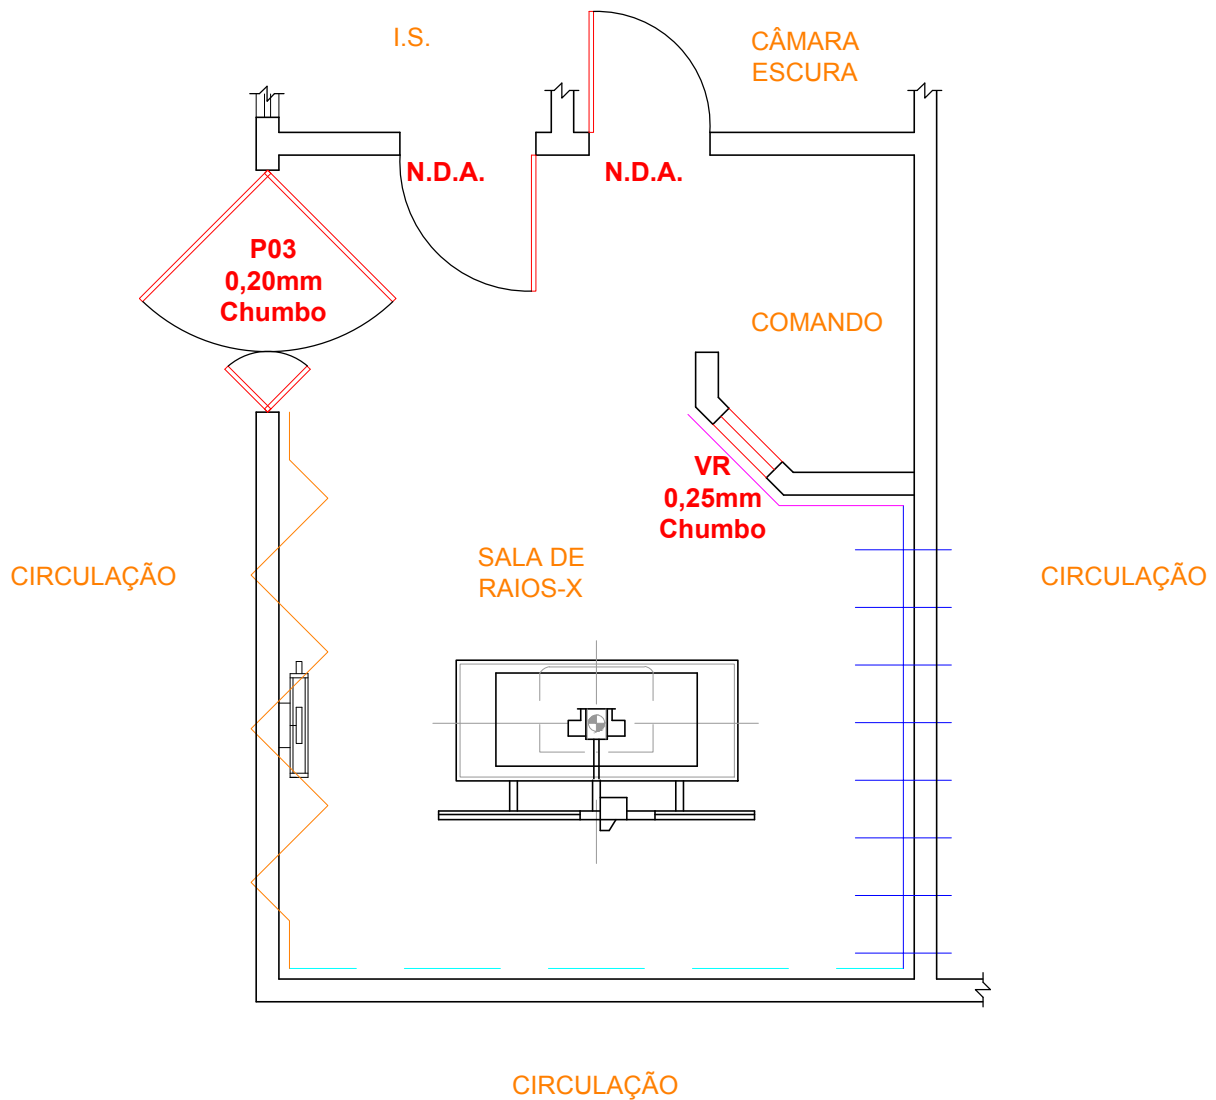 I.S.
CÂMARA
ESCURA
N.D.A.
N.D.A.
P03
0,20mm
Chumbo
COMANDO
VR
0,25mm
Chumbo
SALA DE
RAIOS-X
CIRCULAÇÃO
CIRCULAÇÃO
CIRCULAÇÃO